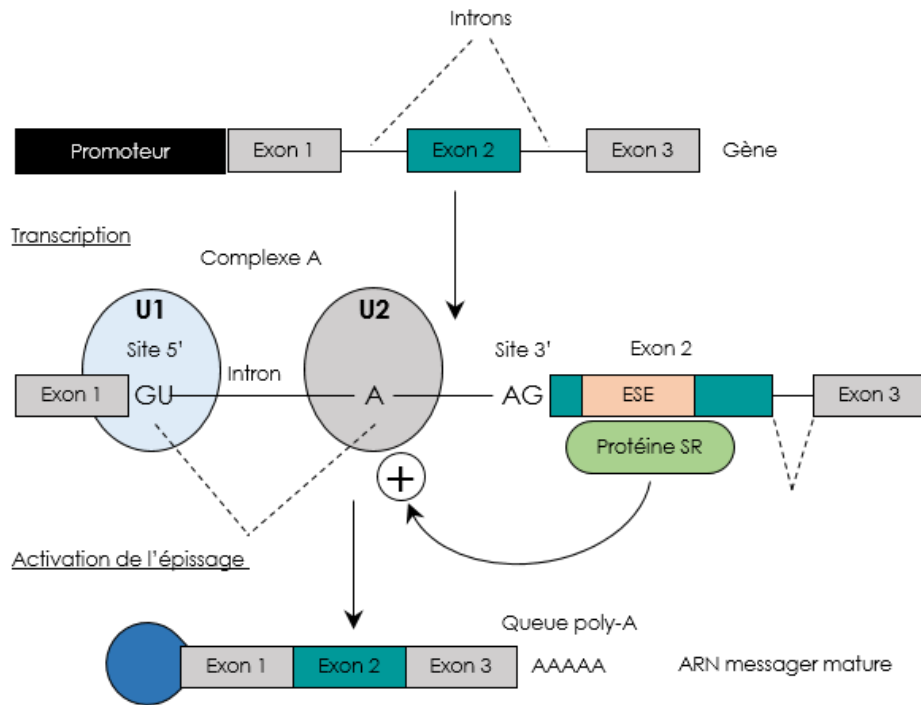 Introns
Promoteur
Exon 1
Exon 2
Exon 3
Gène
Transcription
Complexe A
U1
U2
Site 5’
Site 3’
Exon 2
Exon 1
GU
Intron
A
AG
ESE
Exon 3
Protéine SR
+
Activation de l’épissage
Queue poly-A
Exon 1
Exon 2
Exon 3
AAAAA
ARN messager mature